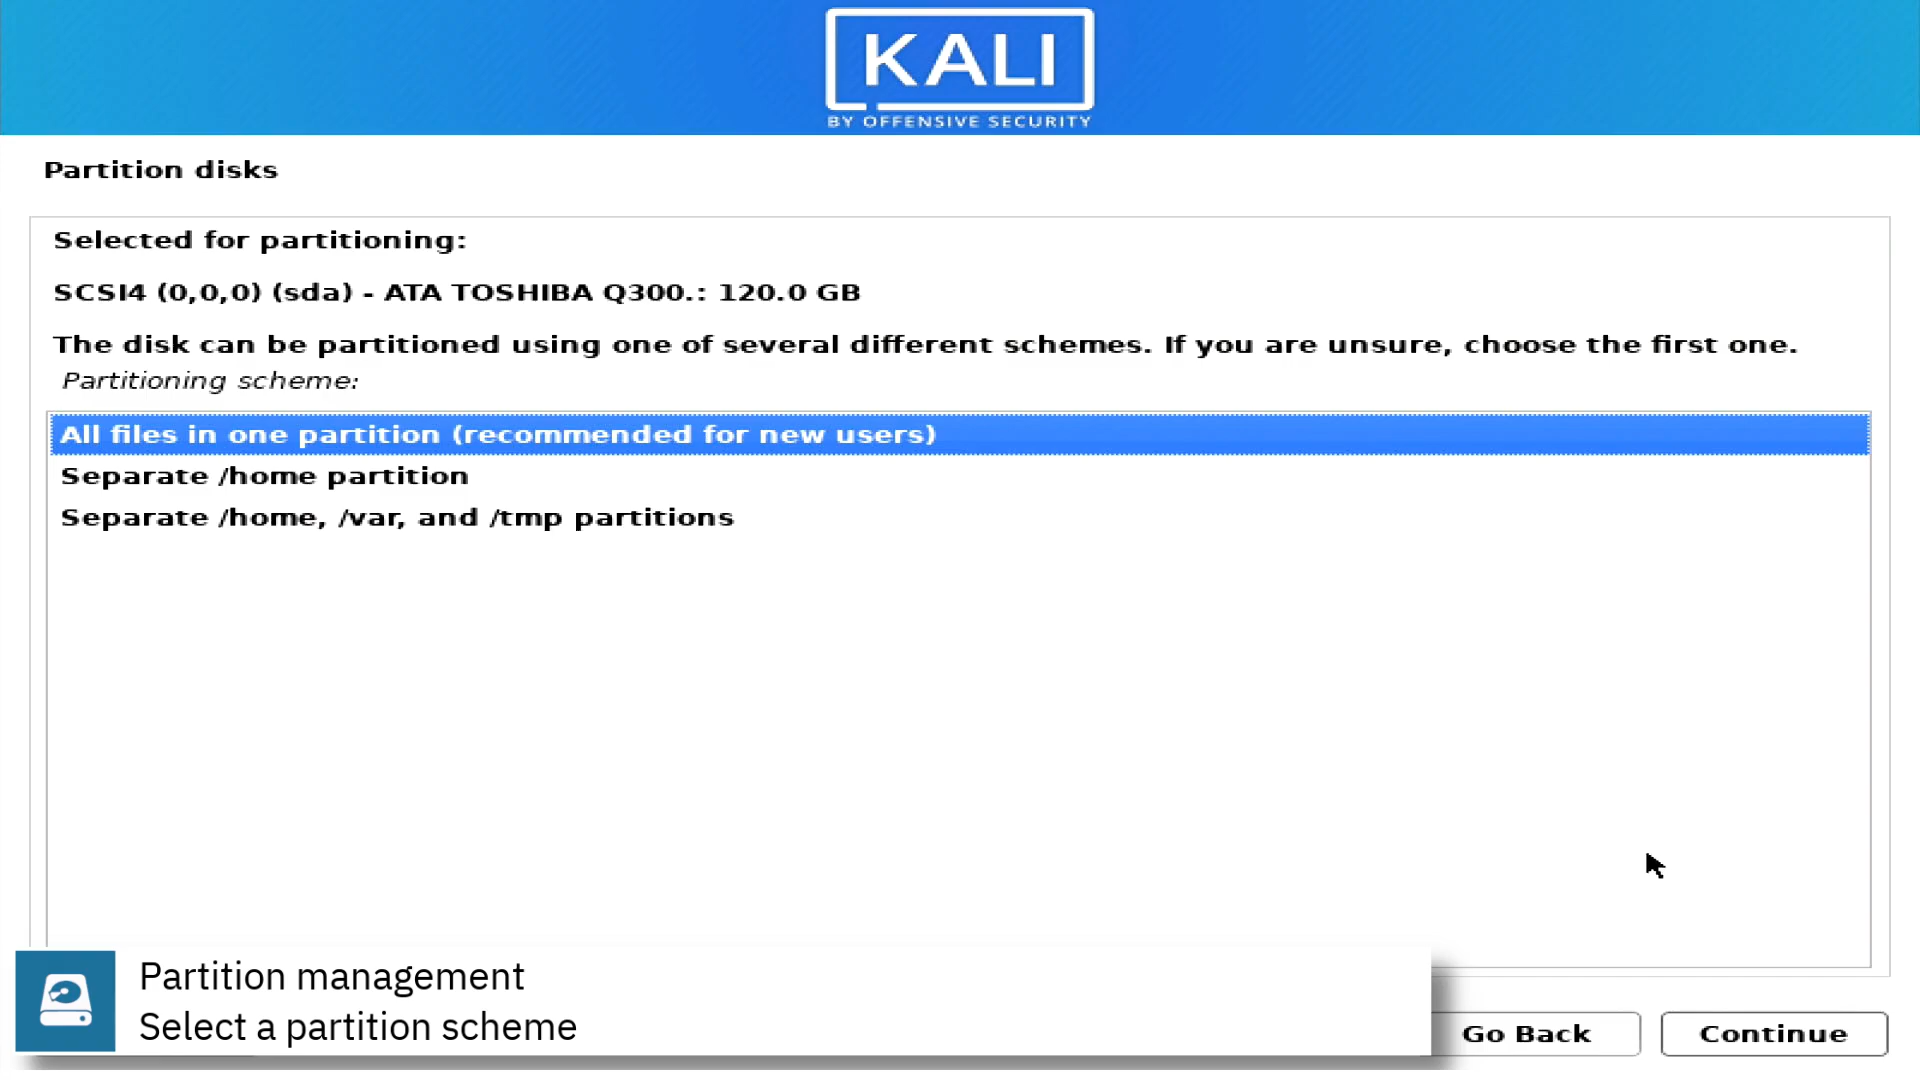 KALI
BY OFFENSIVE SECURITY
Partition disks
Selected for partitioning:
SCSI4 (0,0,0) (sda) - ATA TOSHIBA Q300.: 120.0 GB
The disk can be partitioned using one of several different schemes. If you are unsure, choose the first one.
Partitioning scheme:
All files in one partition (recommended for new users)
Separate /home partition
Separate /home, /var, and /tmp partitions
Partition management
Select a partition scheme
Go Back
Continue